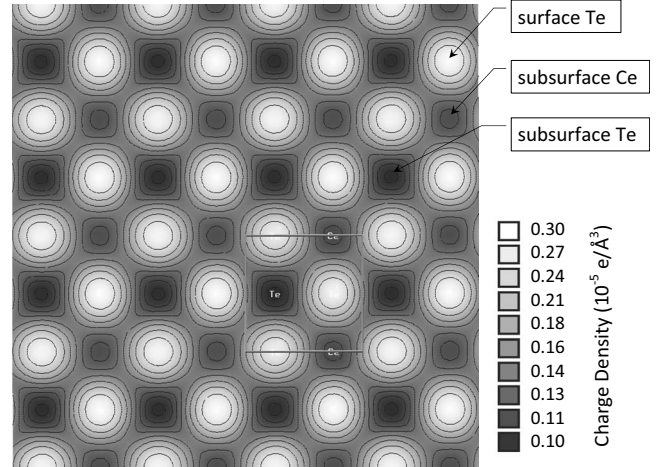 surface Te
subsurface Ce
subsurface Te
Ce
Te
Ce
0.30
0.27
0.24
0.21
0.18
0.16
0.14
0.13
0.11
0.10
Charge Density (10⁻⁵ e/Å³)